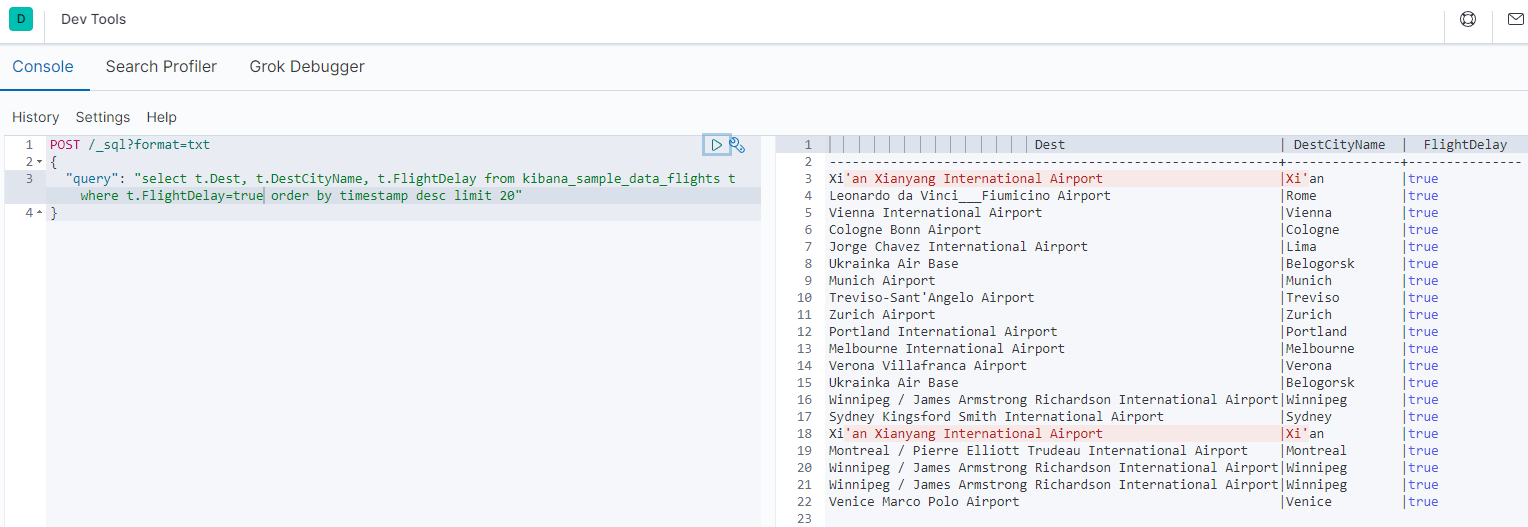 D Dev Tools
Console Search Profiler Grok Debugger
History Settings Help
1 POST /_sql?format=txt
2 {
3 "query": "select t.Dest, t.DestCityName, t.FlightDelay from kibana_sample_data_flights t
where t.FlightDelay=true order by timestamp desc limit 20"
4 }
1 Dest | DestCityName | FlightDelay
2 -----------------------------------------------------------+---------------+---------------
3 Xi'an Xianyang International Airport |Xi'an |true
4 Leonardo da Vinci___Fiumicino Airport |Rome |true
5 Vienna International Airport |Vienna |true
6 Cologne Bonn Airport |Cologne |true
7 Jorge Chavez International Airport |Lima |true
8 Ukrainka Air Base |Belogorsk |true
9 Munich Airport |Munich |true
10 Treviso-Sant'Angelo Airport |Treviso |true
11 Zurich Airport |Zurich |true
12 Portland International Airport |Portland |true
13 Melbourne International Airport |Melbourne |true
14 Verona Villafranca Airport |Verona |true
15 Ukrainka Air Base |Belogorsk |true
16 Winnipeg / James Armstrong Richardson International Airport|Winnipeg |true
17 Sydney Kingsford Smith International Airport |Sydney |true
18 Xi'an Xianyang International Airport |Xi'an |true
19 Montreal / Pierre Elliott Trudeau International Airport |Montreal |true
20 Winnipeg / James Armstrong Richardson International Airport|Winnipeg |true
21 Winnipeg / James Armstrong Richardson International Airport|Winnipeg |true
22 Venice Marco Polo Airport |Venice |true
23